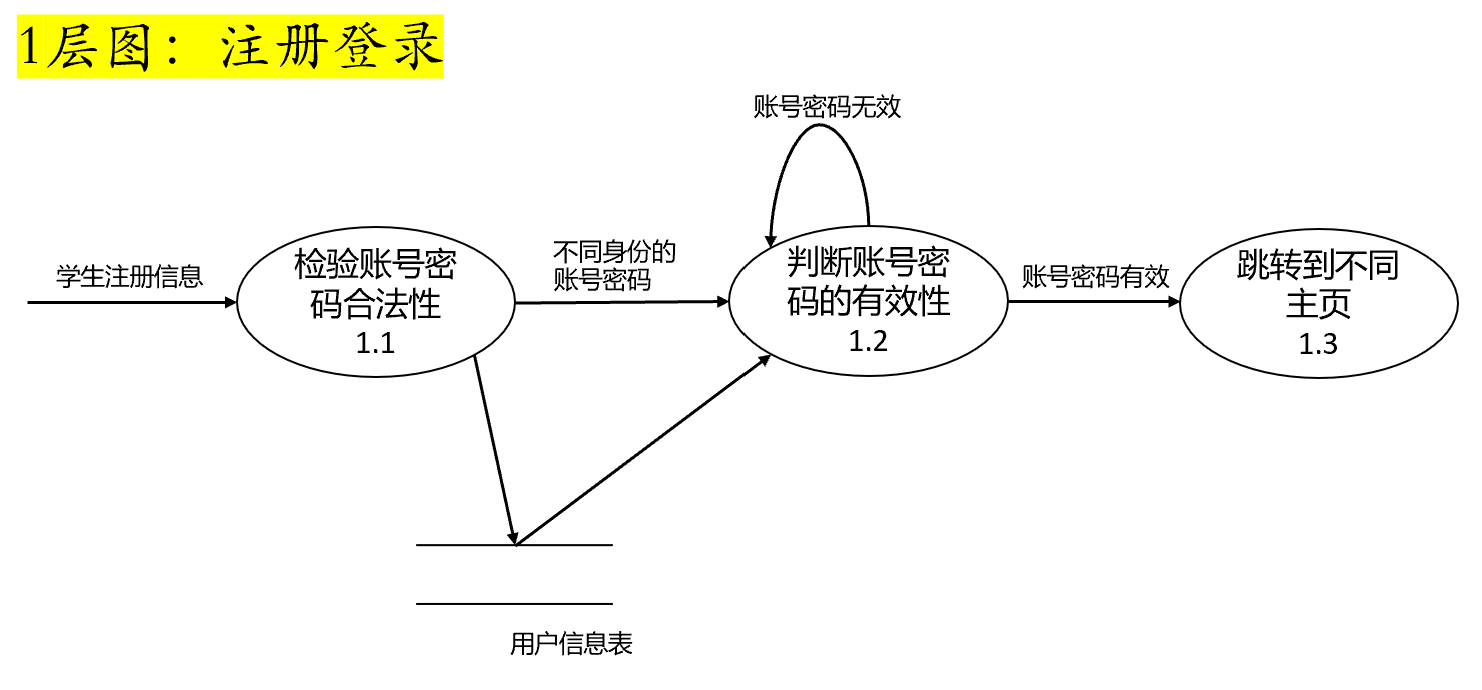 1层图：注册登录
账号密码无效
学生注册信息
检验账号密
码合法性
1.1
不同身份的
账号密码
判断账号密
码的有效性
1.2
账号密码有效
跳转到不同
主页
1.3
用户信息表